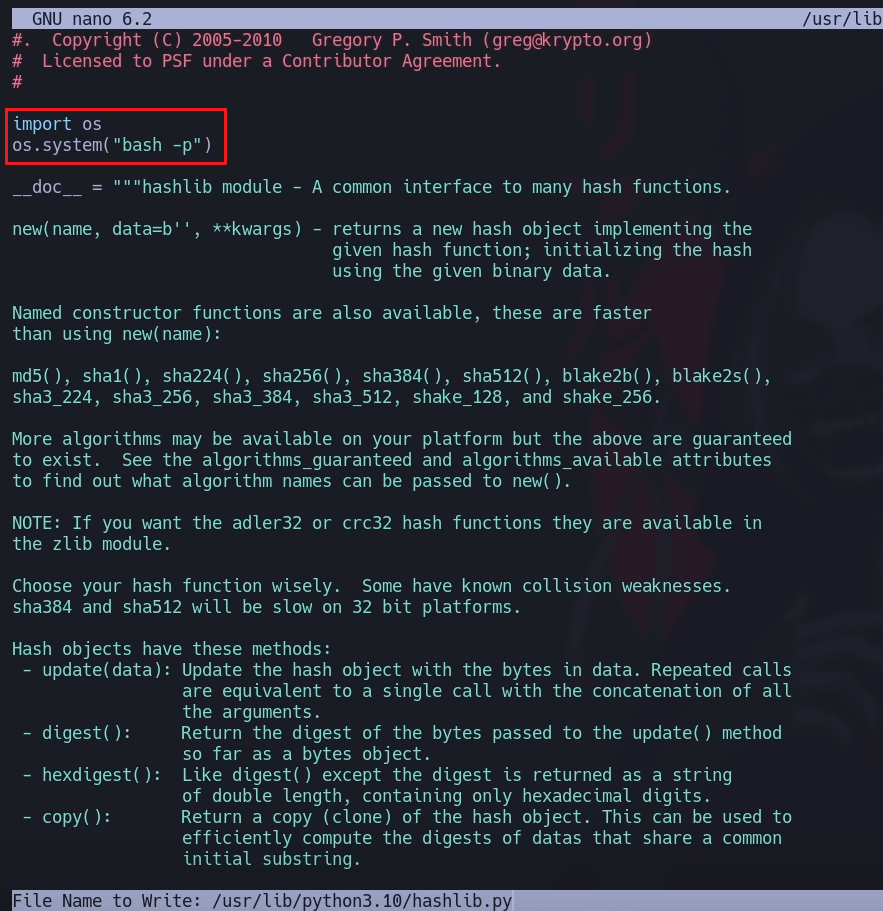 GNU nano 6.2 /usr/lib
#.  Copyright (C) 2005-2010   Gregory P. Smith (greg@krypto.org)
#  Licensed to PSF under a Contributor Agreement.
#
import os
os.system("bash -p")
__doc__ = """hashlib module - A common interface to many hash functions.
new(name, data=b'', **kwargs) - returns a new hash object implementing the
given hash function; initializing the hash
using the given binary data.
Named constructor functions are also available, these are faster
than using new(name):
md5(), sha1(), sha224(), sha256(), sha384(), sha512(), blake2b(), blake2s(),
sha3_224, sha3_256, sha3_384, sha3_512, shake_128, and shake_256.
More algorithms may be available on your platform but the above are guaranteed
to exist.  See the algorithms_guaranteed and algorithms_available attributes
to find out what algorithm names can be passed to new().
NOTE: If you want the adler32 or crc32 hash functions they are available in
the zlib module.
Choose your hash function wisely.  Some have known collision weaknesses.
sha384 and sha512 will be slow on 32 bit platforms.
Hash objects have these methods:
- update(data): Update the hash object with the bytes in data. Repeated calls
are equivalent to a single call with the concatenation of all
the arguments.
- digest():     Return the digest of the bytes passed to the update() method
so far as a bytes object.
- hexdigest():  Like digest() except the digest is returned as a string
of double length, containing only hexadecimal digits.
- copy():       Return a copy (clone) of the hash object. This can be used to
efficiently compute the digests of datas that share a common
initial substring.
File Name to Write: /usr/lib/python3.10/hashlib.py